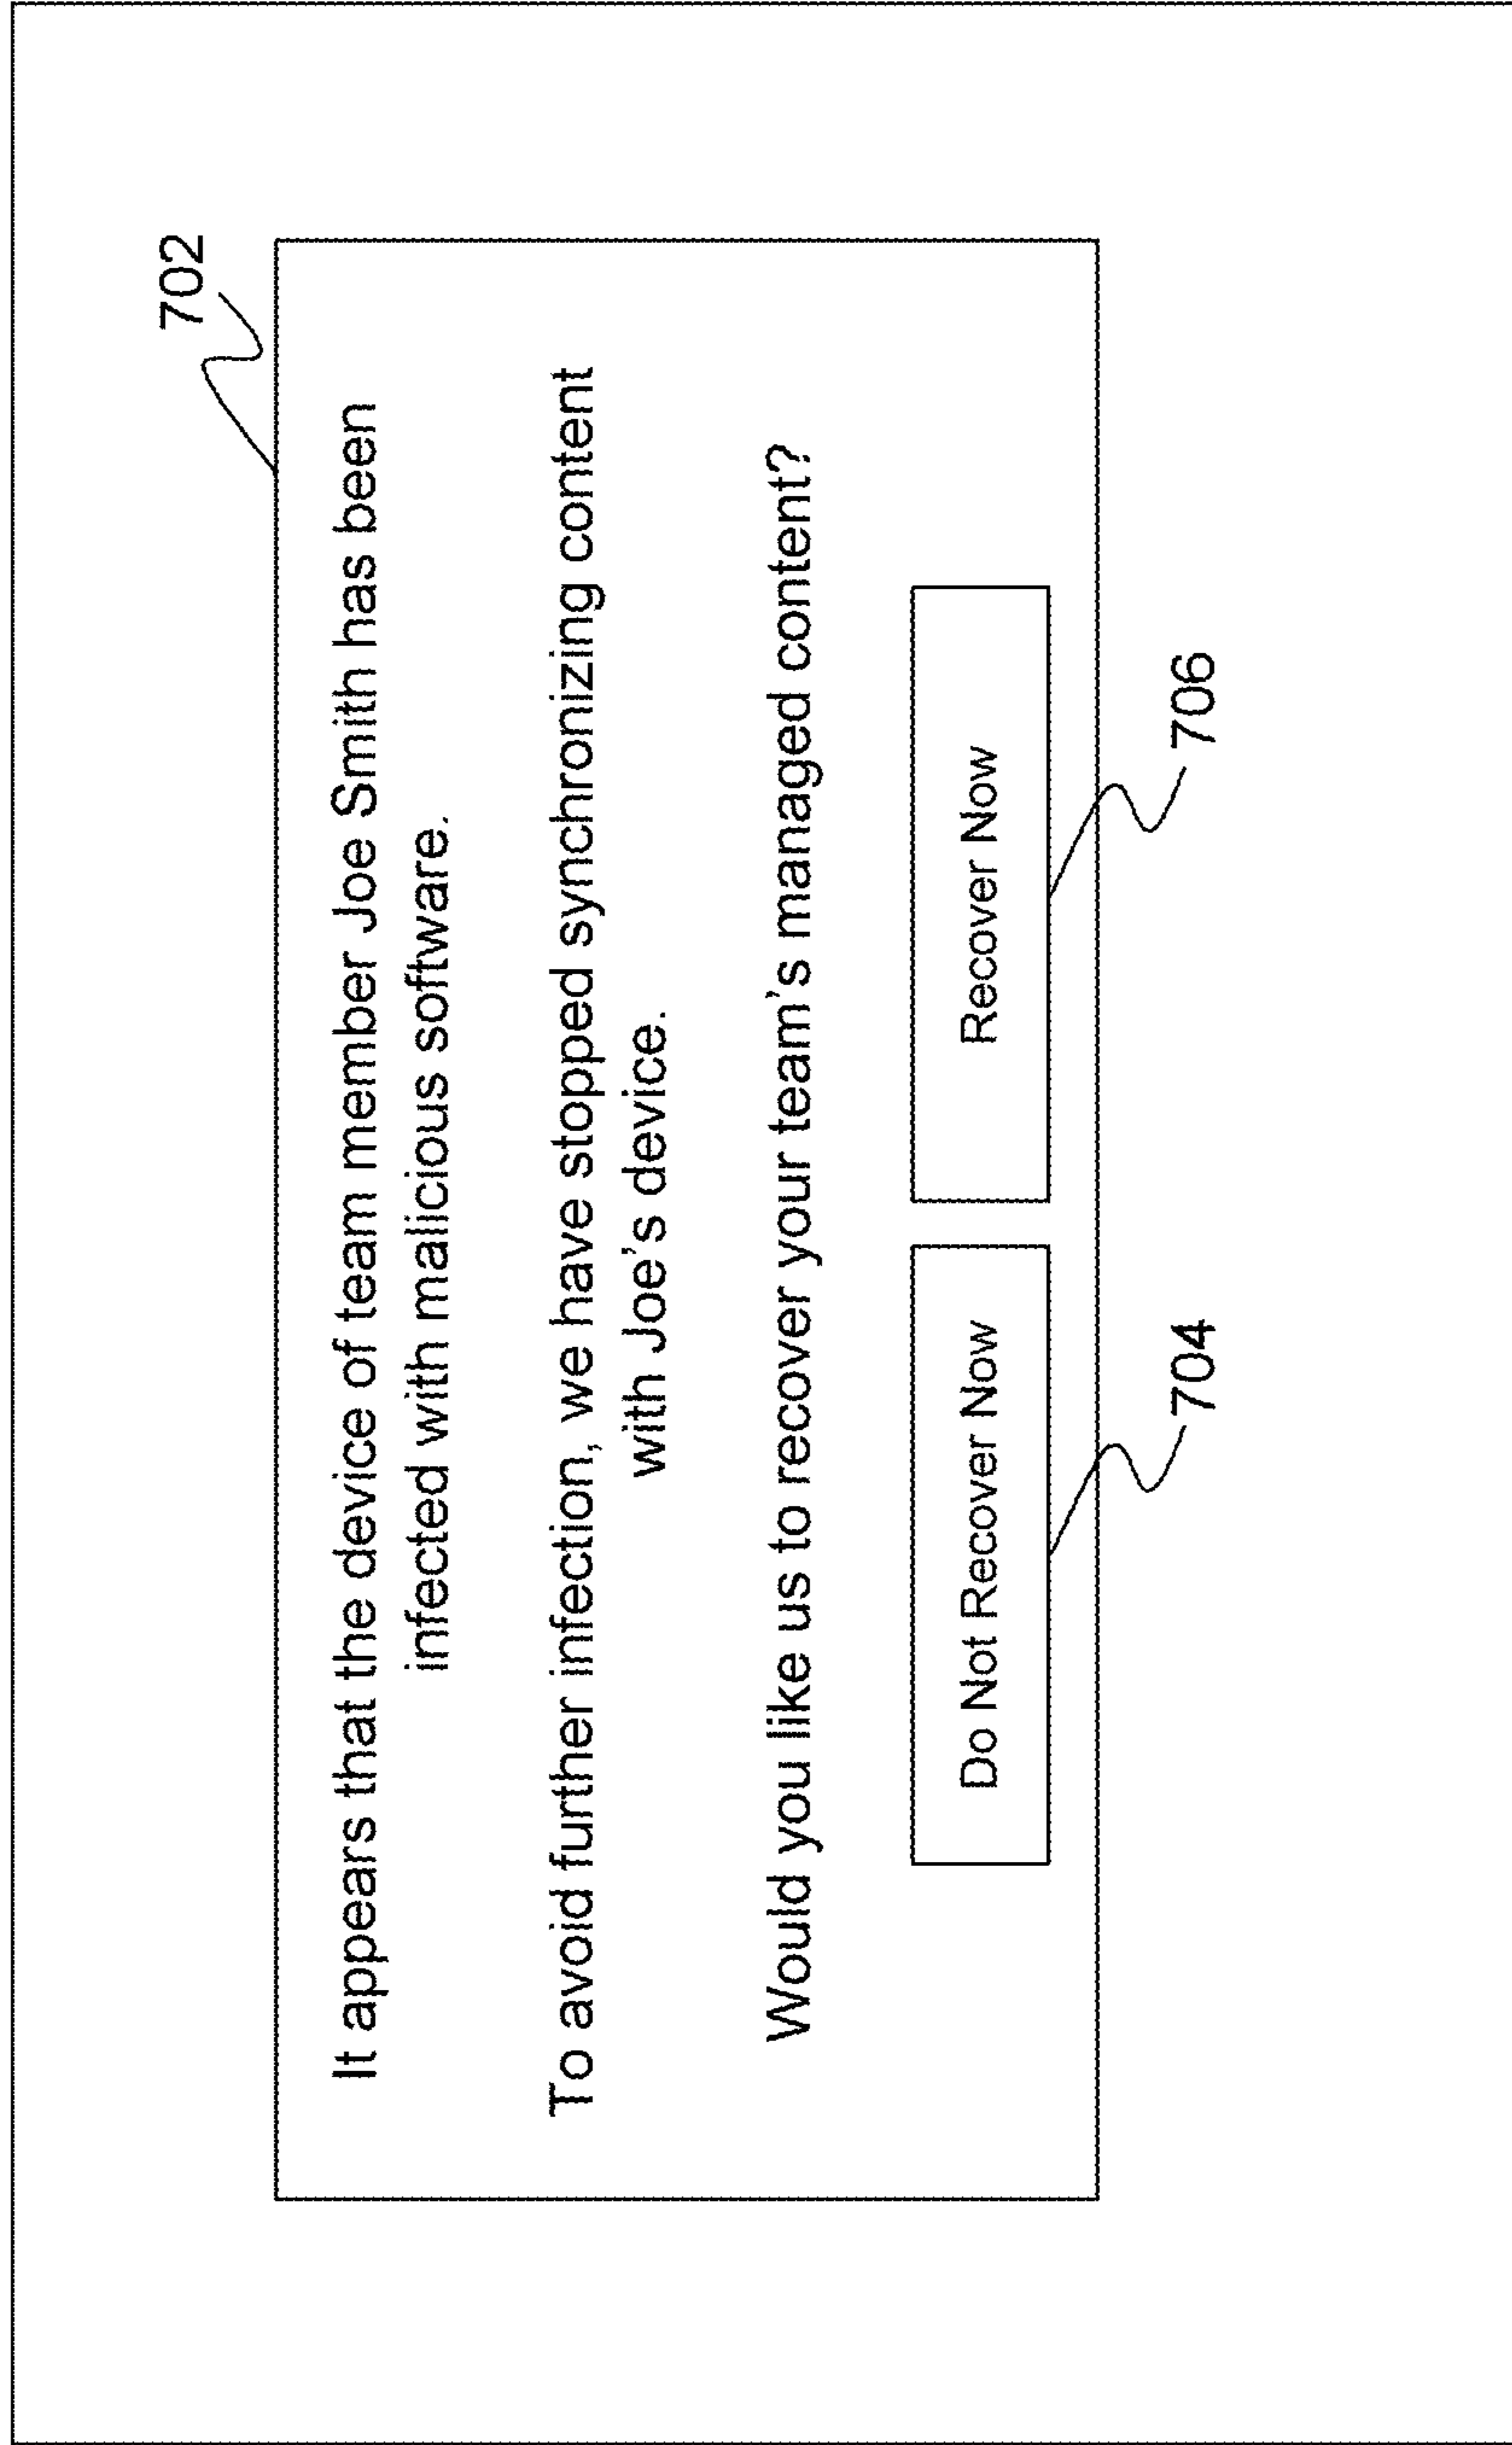 702
It appears that the device of team member Joe Smith has been
infected with malicious software.
To avoid further infection, we have stopped synchronizing content
with Joe's device.
Would you like us to recover your team's managed content?
Do Not Recover Now
Recover Now
704
706